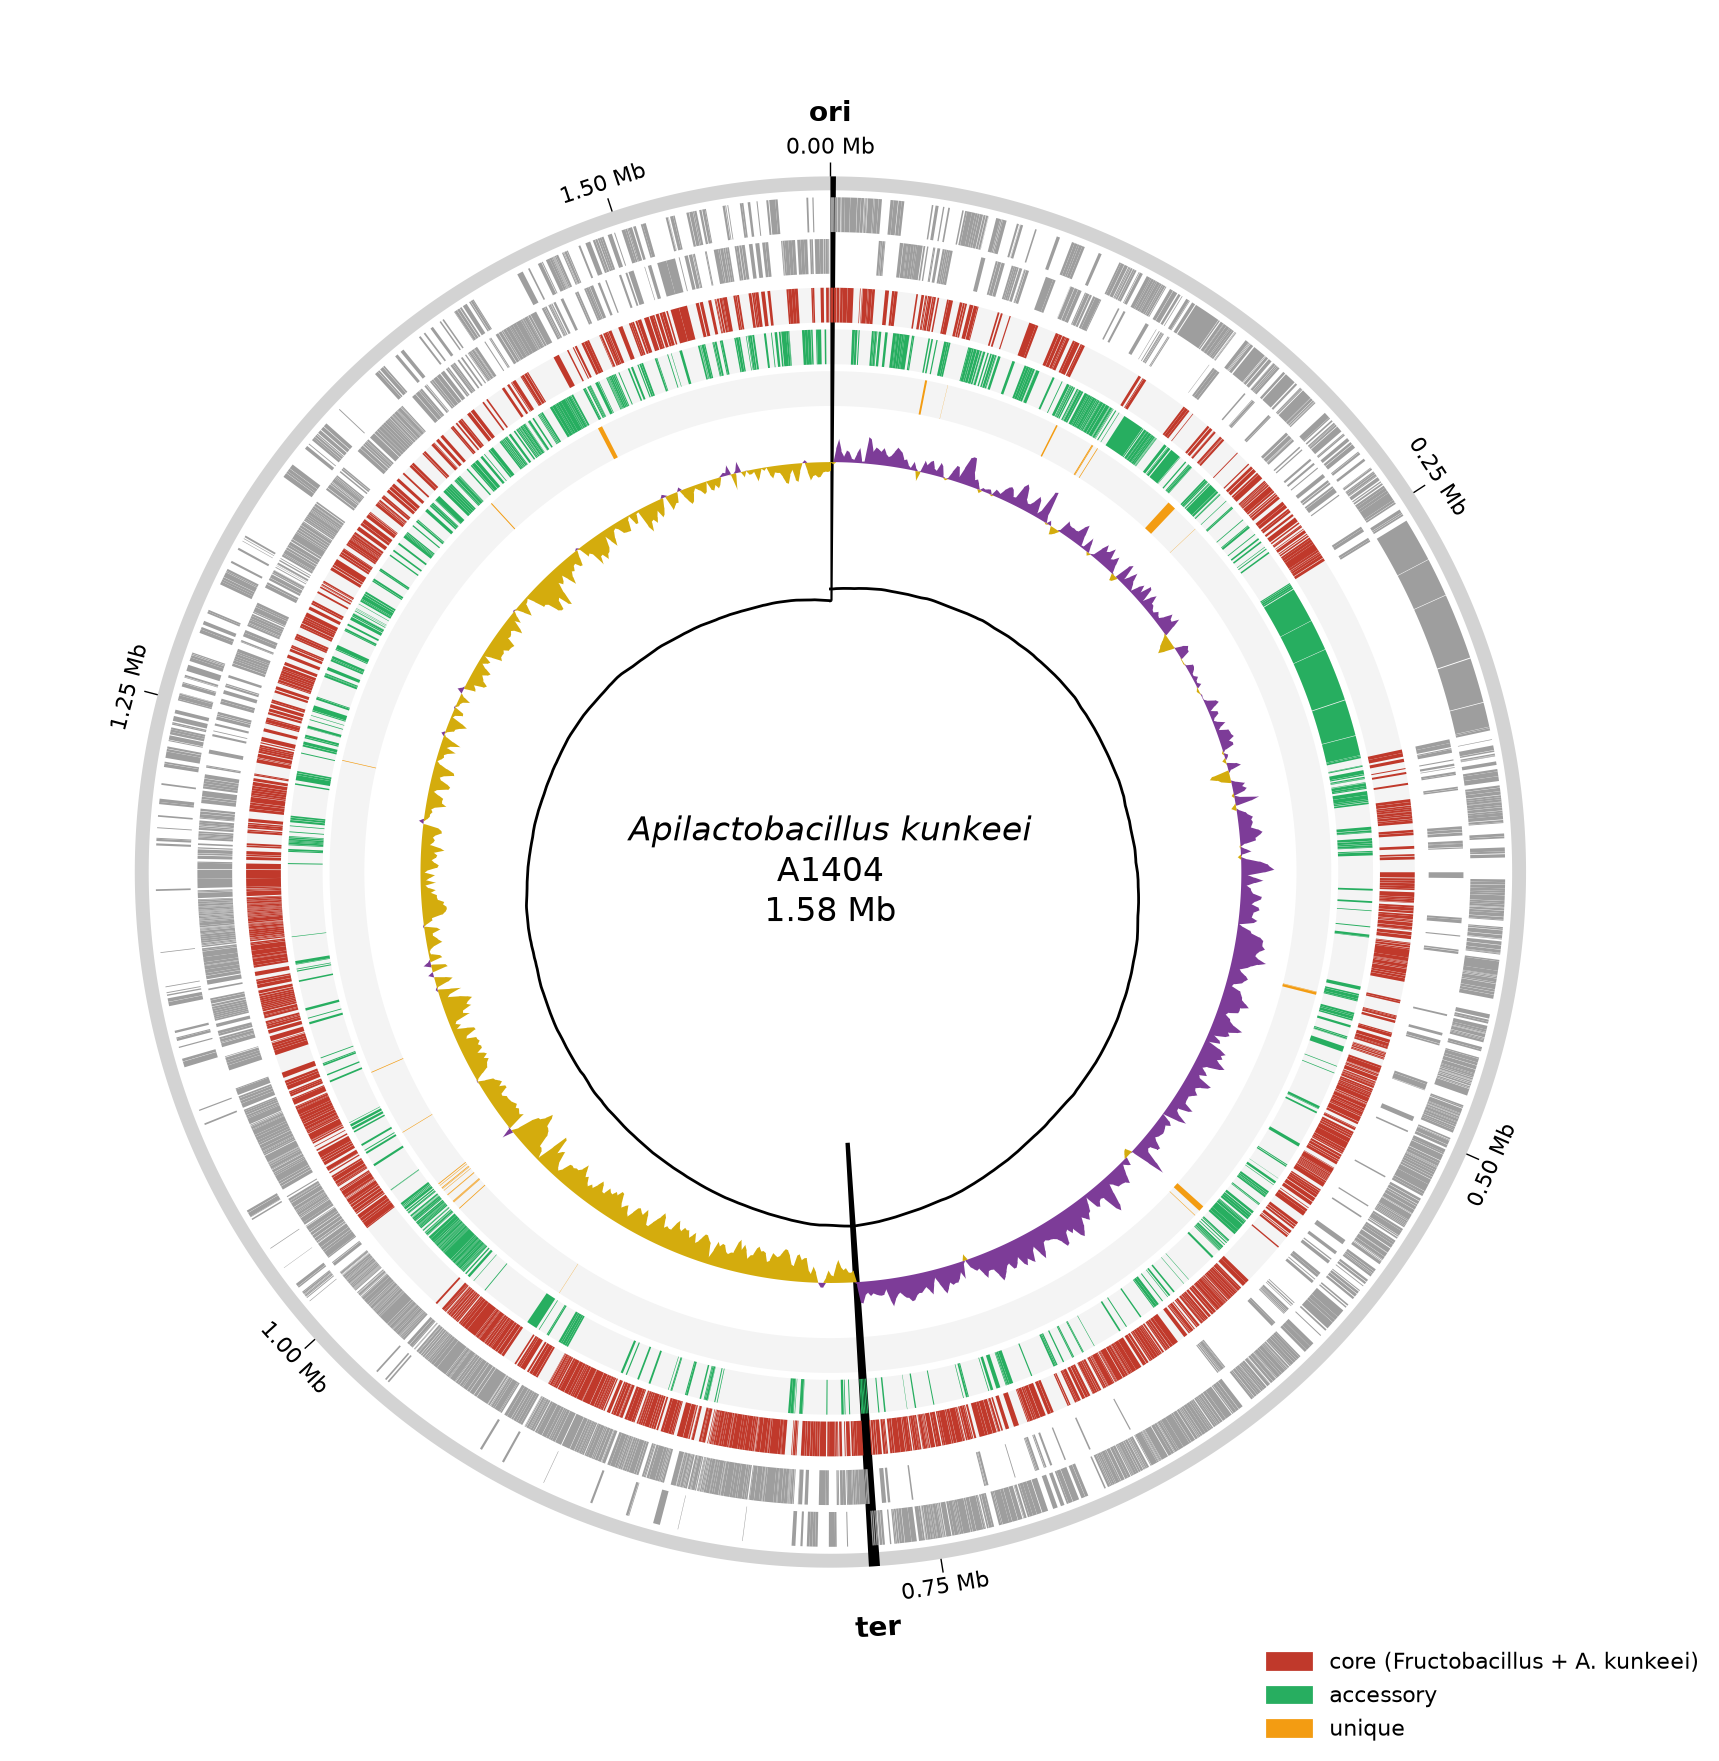 ori
0.00 Mb
1.50 Mb
0.25 Mb
1.25 Mb
Apilactobacillus kunkeei
A1404
1.58 Mb
0.50 Mb
1.00 Mb
0.75 Mb
ter
core (Fructobacillus + A. kunkeei)
accessory
unique